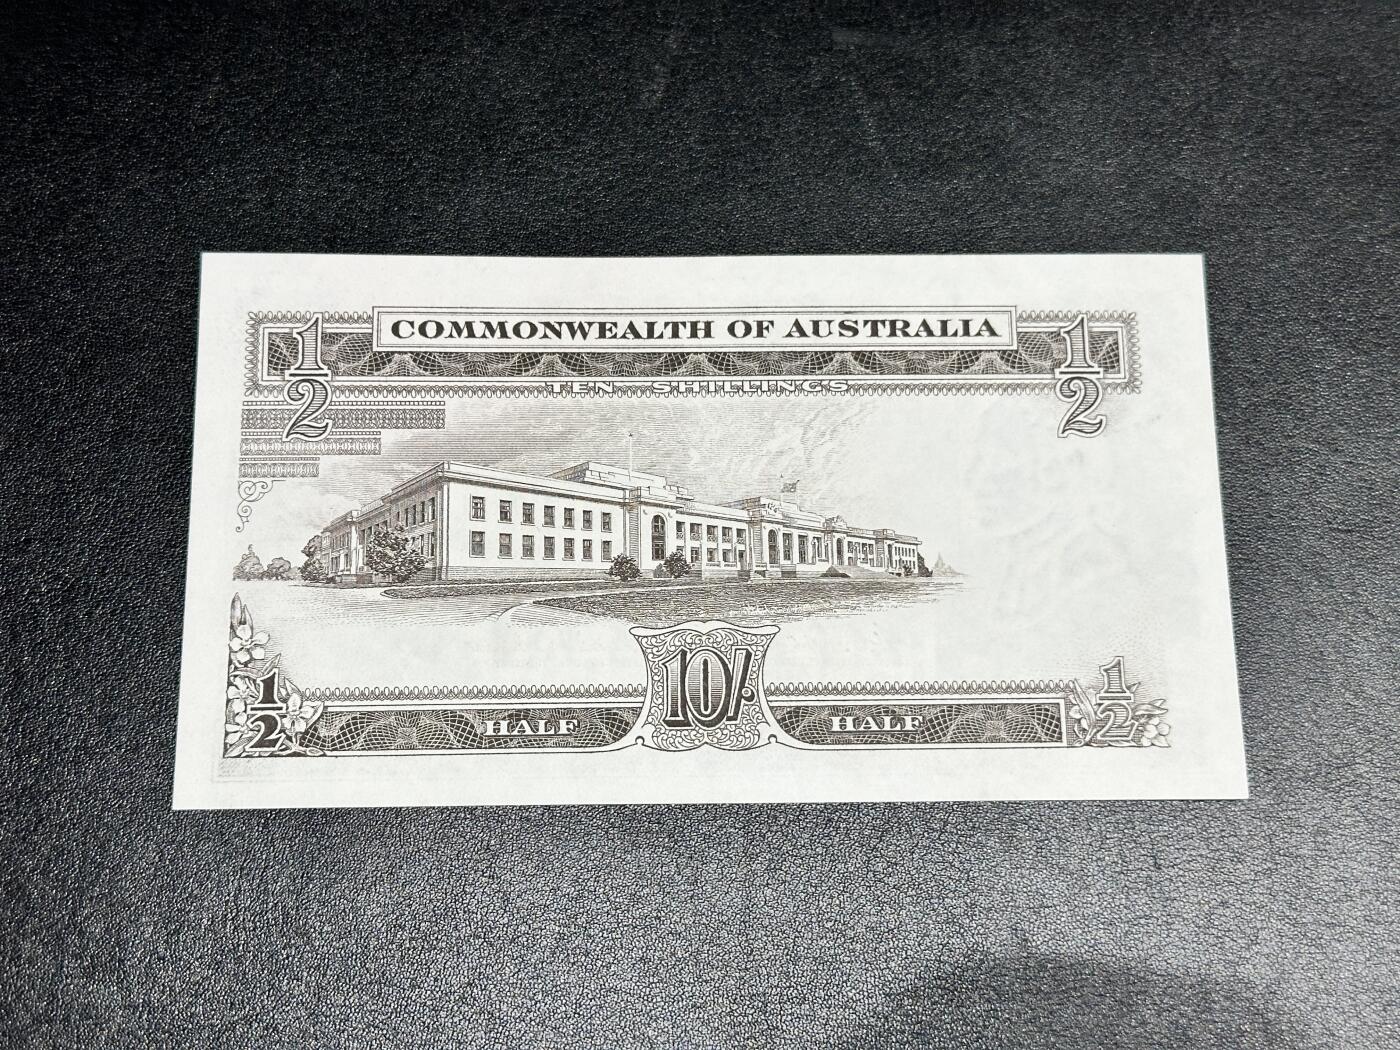 COMMONWEALTH OF AUSTRALIA
1/2
1/2
TEN SHILLINGS
10/-
1/2
HALF
HALF
1/2